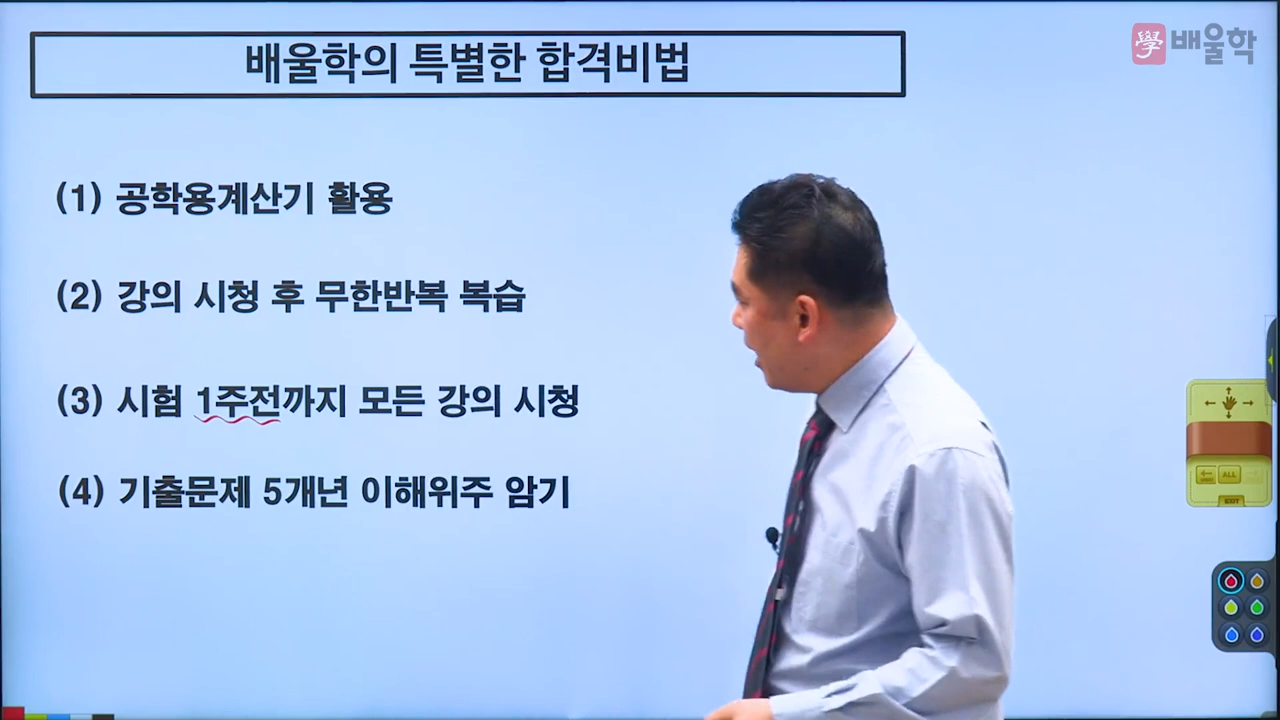 배울학의 특별한 합격비법
學 배울학
(1) 공학용계산기 활용
(2) 강의 시청 후 무한반복 복습
(3) 시험 1주전까지 모든 강의 시청
(4) 기출문제 5개년 이해위주 암기
ALL
EXIT